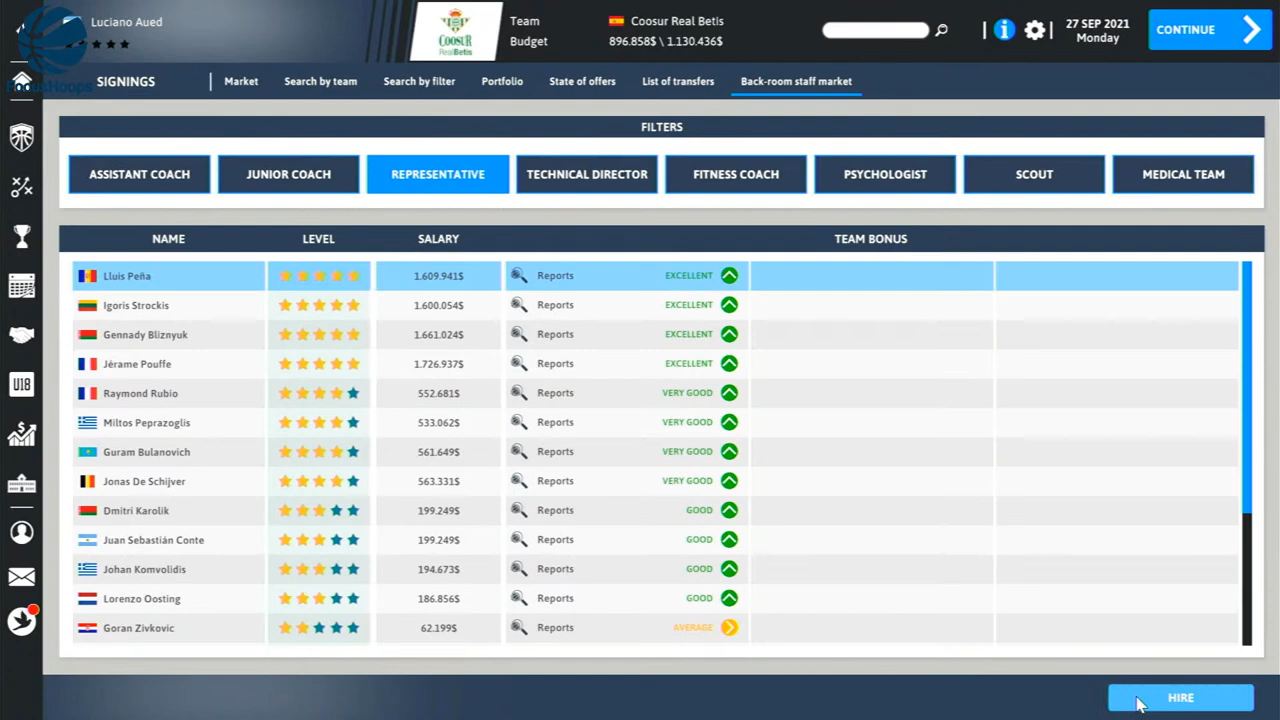 Luciano Aued
COOSUR
RealBetis
Team
Budget
Coosur Real Betis
896.858$ \ 1.130.436$
27 SEP 2021
Monday
CONTINUE
FocusHoops
SIGNINGS
Market
Search by team
Search by filter
Portfolio
State of offers
List of transfers
Back-room staff market
FILTERS
ASSISTANT COACH
JUNIOR COACH
REPRESENTATIVE
TECHNICAL DIRECTOR
FITNESS COACH
PSYCHOLOGIST
SCOUT
MEDICAL TEAM
NAME LEVEL SALARY TEAM BONUS
Lluis Peña 1.609.941$ Reports EXCELLENT
Igoris Strockis 1.600.054$ Reports EXCELLENT
Gennady Bliznyuk 1.661.024$ Reports EXCELLENT
Jérame Pouffe 1.726.937$ Reports EXCELLENT
Raymond Rubio 552.681$ Reports VERY GOOD
Miltos Peprazoglis 533.062$ Reports VERY GOOD
Guram Bulanovich 561.649$ Reports VERY GOOD
Jonas De Schijver 563.331$ Reports VERY GOOD
Dmitri Karolik 199.249$ Reports GOOD
Juan Sebastián Conte 199.249$ Reports GOOD
Johan Komvolidis 194.673$ Reports GOOD
Lorenzo Oosting 186.856$ Reports GOOD
Goran Zivkovic 62.199$ Reports AVERAGE
U18
HIRE